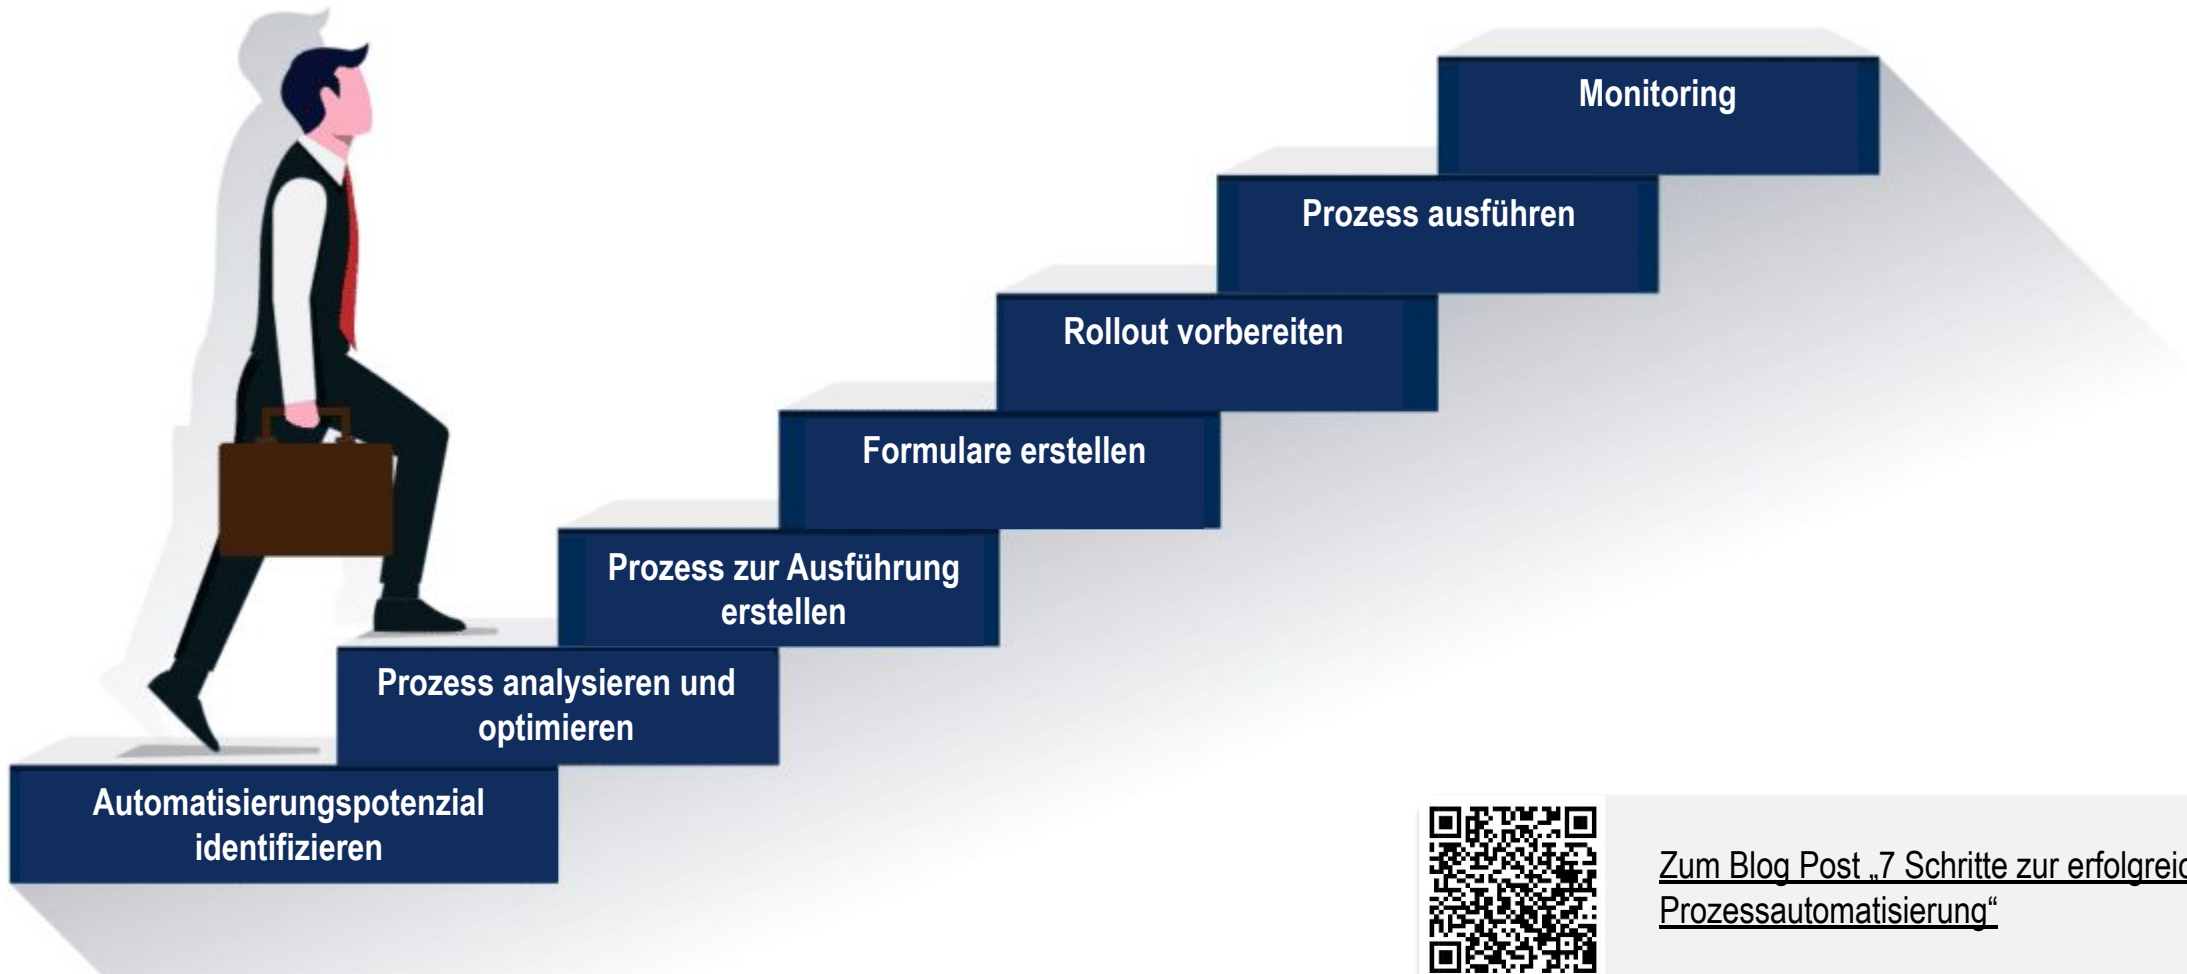 Monitoring
Prozess ausführen
Rollout vorbereiten
Formulare erstellen
Prozess zur Ausführung
erstellen
Prozess analysieren und
optimieren
Automatisierungspotenzial
identifizieren
Zum Blog Post „7 Schritte zur
Prozessautomatisierung“